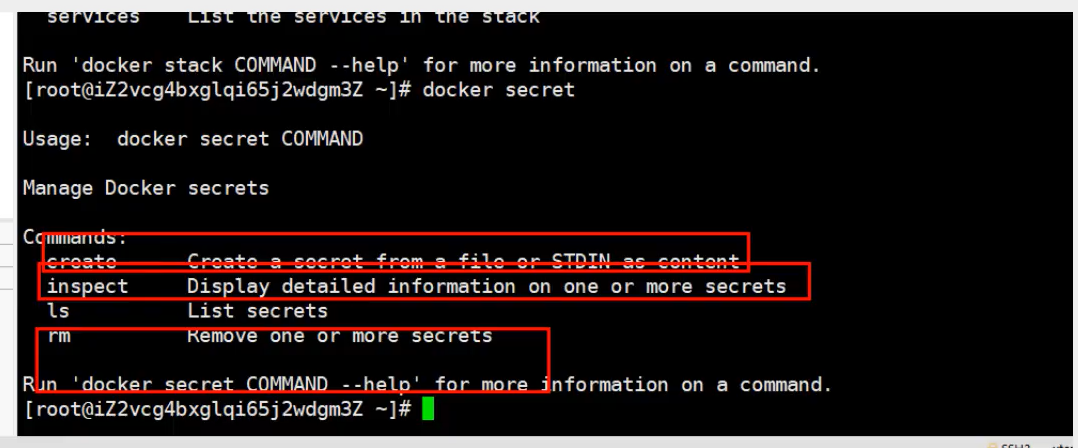 services    List the services in the stack
Run 'docker stack COMMAND --help' for more information on a command.
[root@iZ2vcg4bxglqi65j2wdgm3Z ~]# docker secret
Usage:  docker secret COMMAND
Manage Docker secrets
Commands:
create      Create a secret from a file or STDIN as content
inspect     Display detailed information on one or more secrets
ls          List secrets
rm          Remove one or more secrets
Run 'docker secret COMMAND --help' for more information on a command.
[root@iZ2vcg4bxglqi65j2wdgm3Z ~]#